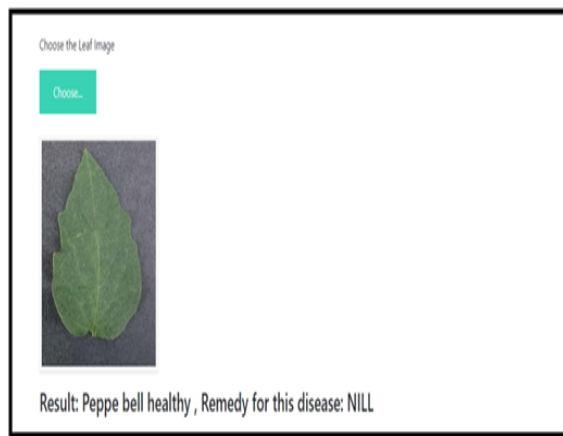 Choose the Leaf Image
Choose...
Result: Peppe bell healthy , Remedy for this disease: NILL